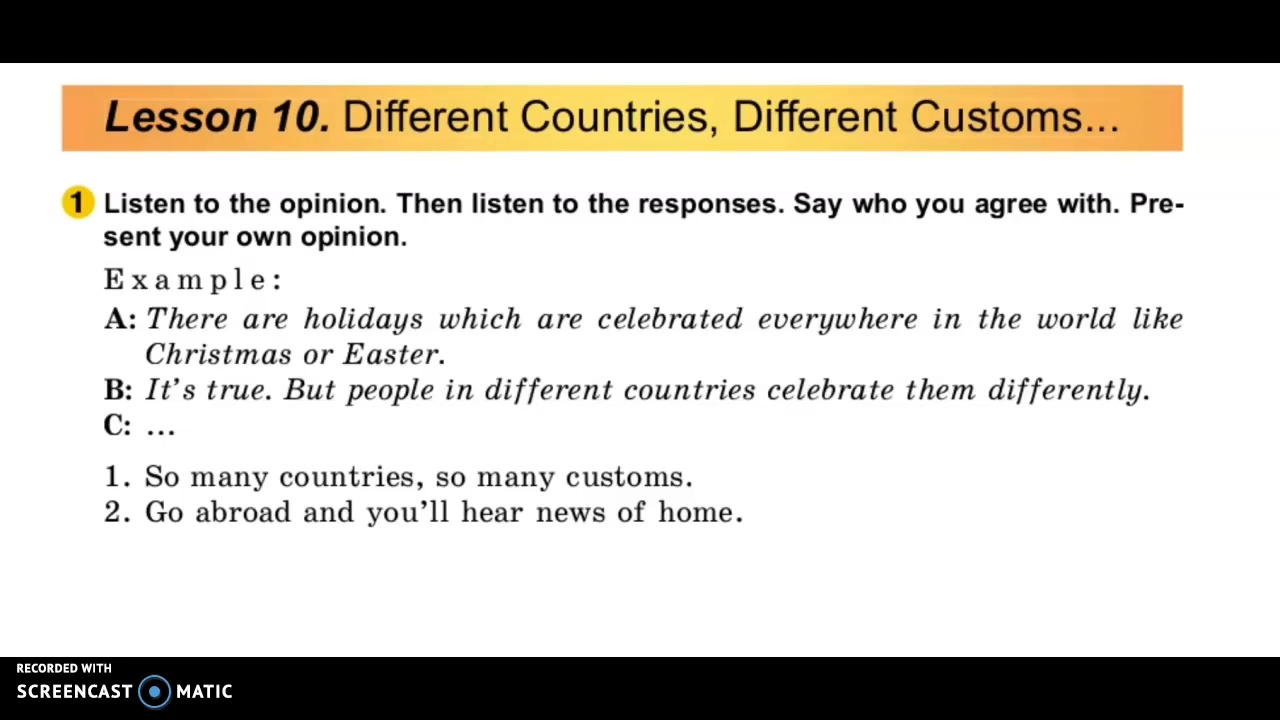 Lesson 10. Different Countries, Different Customs...
1 Listen to the opinion. Then listen to the responses. Say who you agree with. Pre-
sent your own opinion.
Example:
A: There are holidays which are celebrated everywhere in the world like
Christmas or Easter.
B: It's true. But people in different countries celebrate them differently.
C: ...
1. So many countries, so many customs.
2. Go abroad and you'll hear news of home.
RECORDED WITH
SCREENCAST MATIC